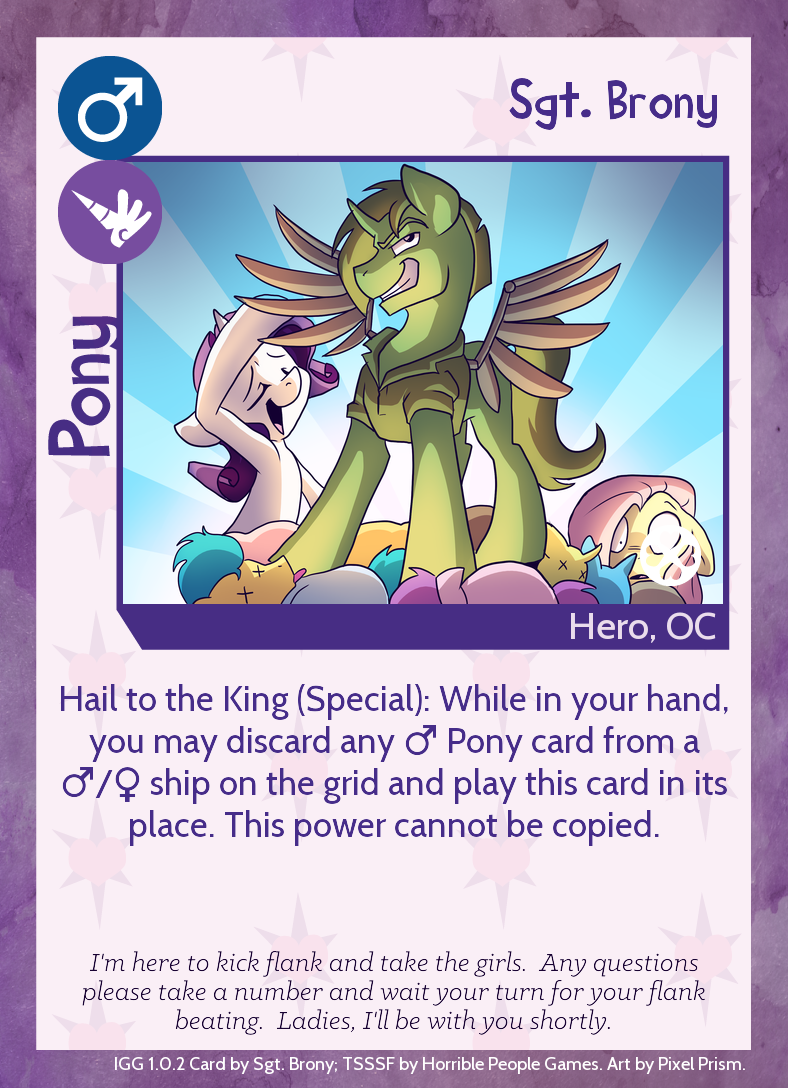 Sgt. Brony
Pony
Hero, OC
Hail to the King (Special): While in your hand,
you may discard any ♂ Pony card from a
♂/♀ ship on the grid and play this card in its
place. This power cannot be copied.
I'm here to kick flank and take the girls.  Any questions
please take a number and wait your turn for your flank
beating.  Ladies, I'll be with you shortly.
IGG 1.0.2 Card by Sgt. Brony; TSSSF by Horrible People Games. Art by Pixel Prism.